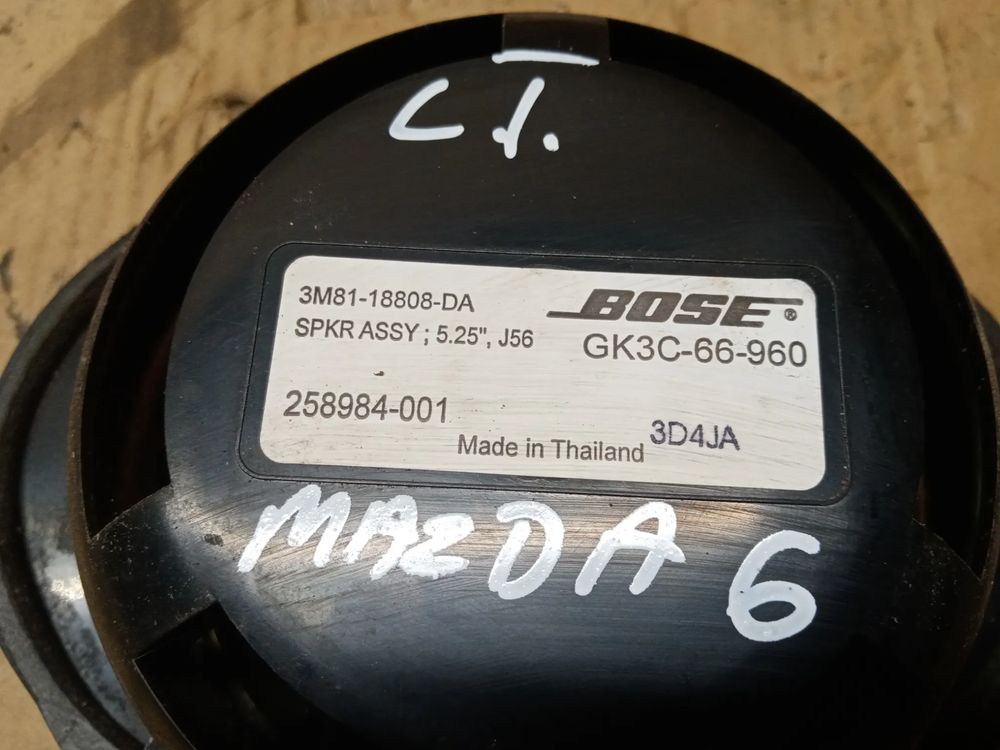 3M81-18808-DA
SPKR ASSY ; 5.25", J56
BOSE®
GK3C-66-960
258984-001
Made in Thailand
3D4JA
MAZDA 6